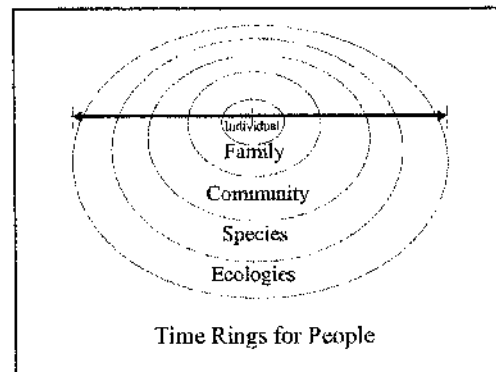 Individual
Family
Community
Species
Ecologies
Time Rings for People